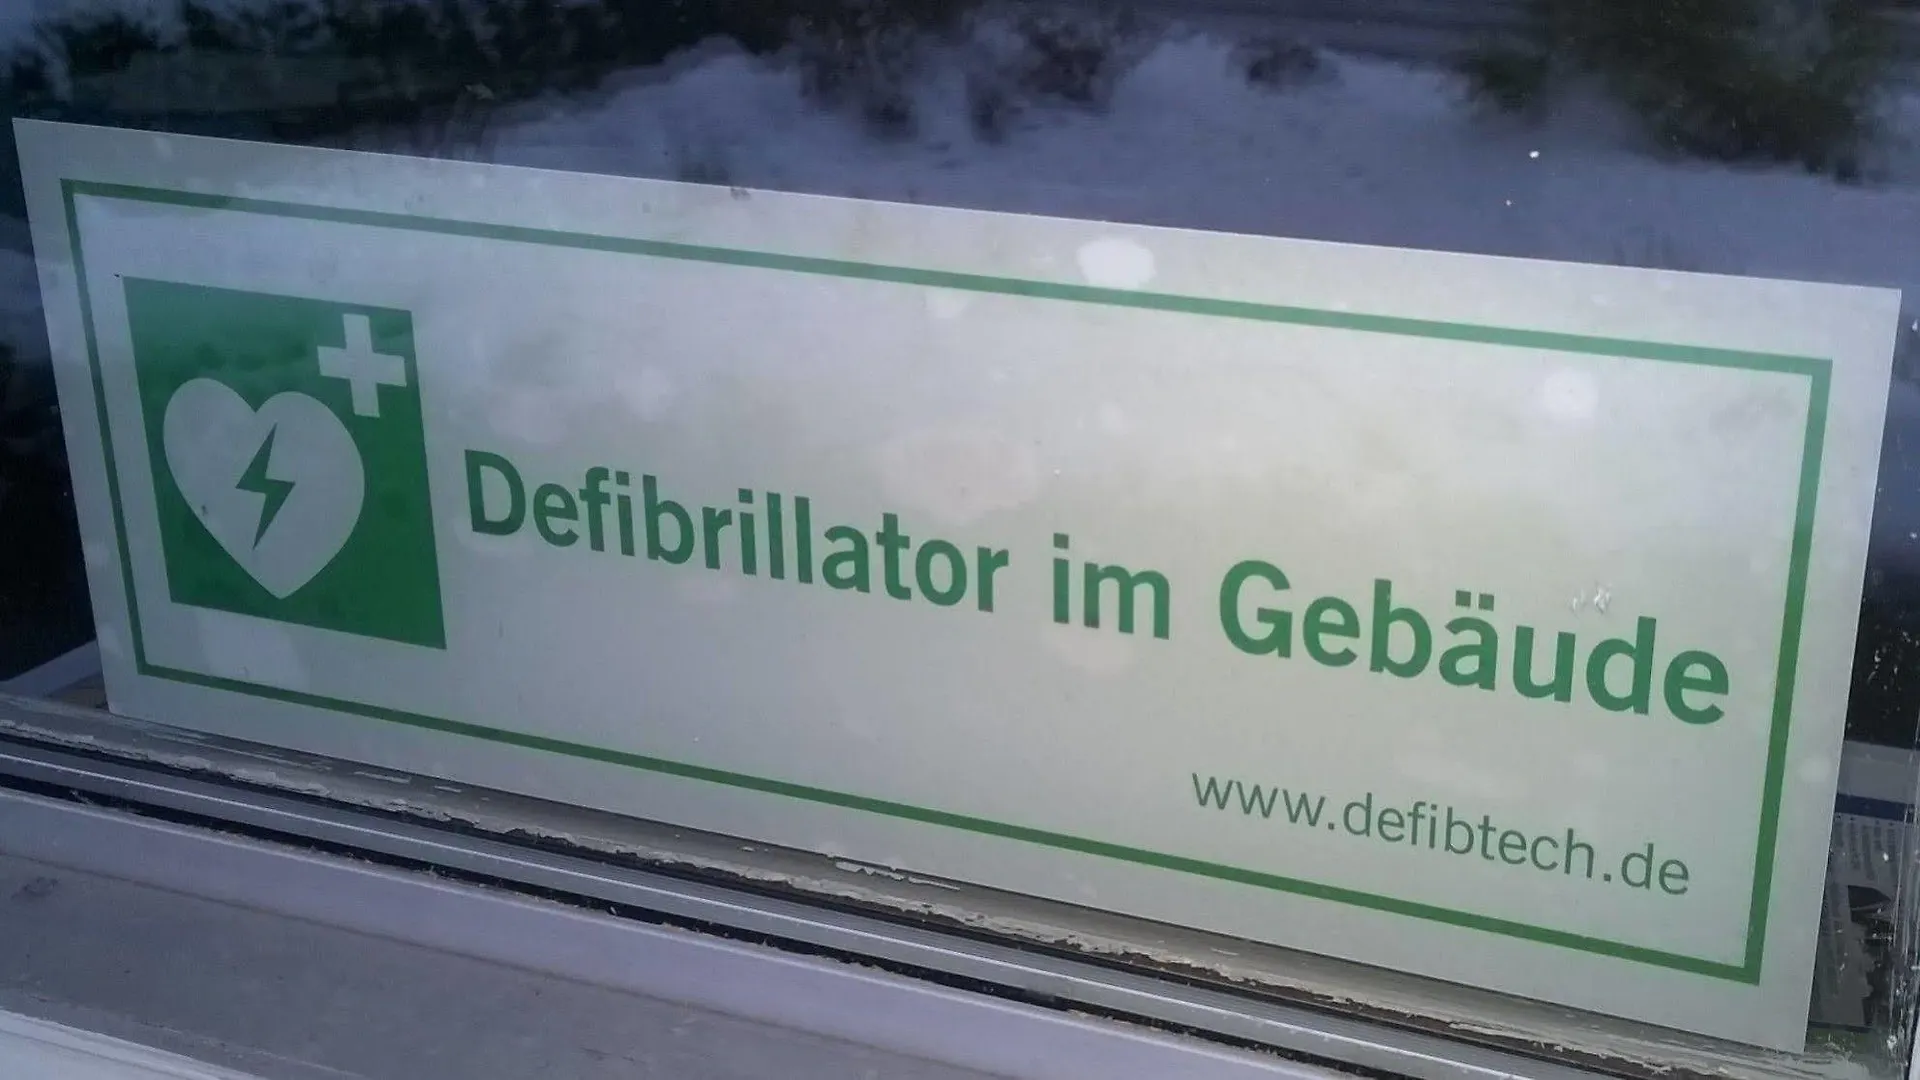 Defibrillator im Gebäude
www.defibtech.de